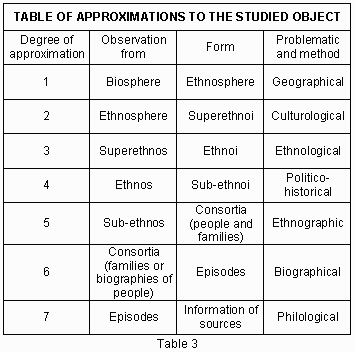 TABLE OF APPROXIMATIONS TO THE STUDIED OBJECT
Degree of approximation Observation from Form Problematic and method
1 Biosphere Ethnosphere Geographical
2 Ethnosphere Superethnoi Culturological
3 Superethnos Ethnoi Ethnological
4 Ethnos Sub-ethnoi Politico-historical
5 Sub-ethnos Consortia (people and families) Ethnographic
6 Consortia (families or biographies of people) Episodes Biographical
7 Episodes Information of sources Philological
Table 3